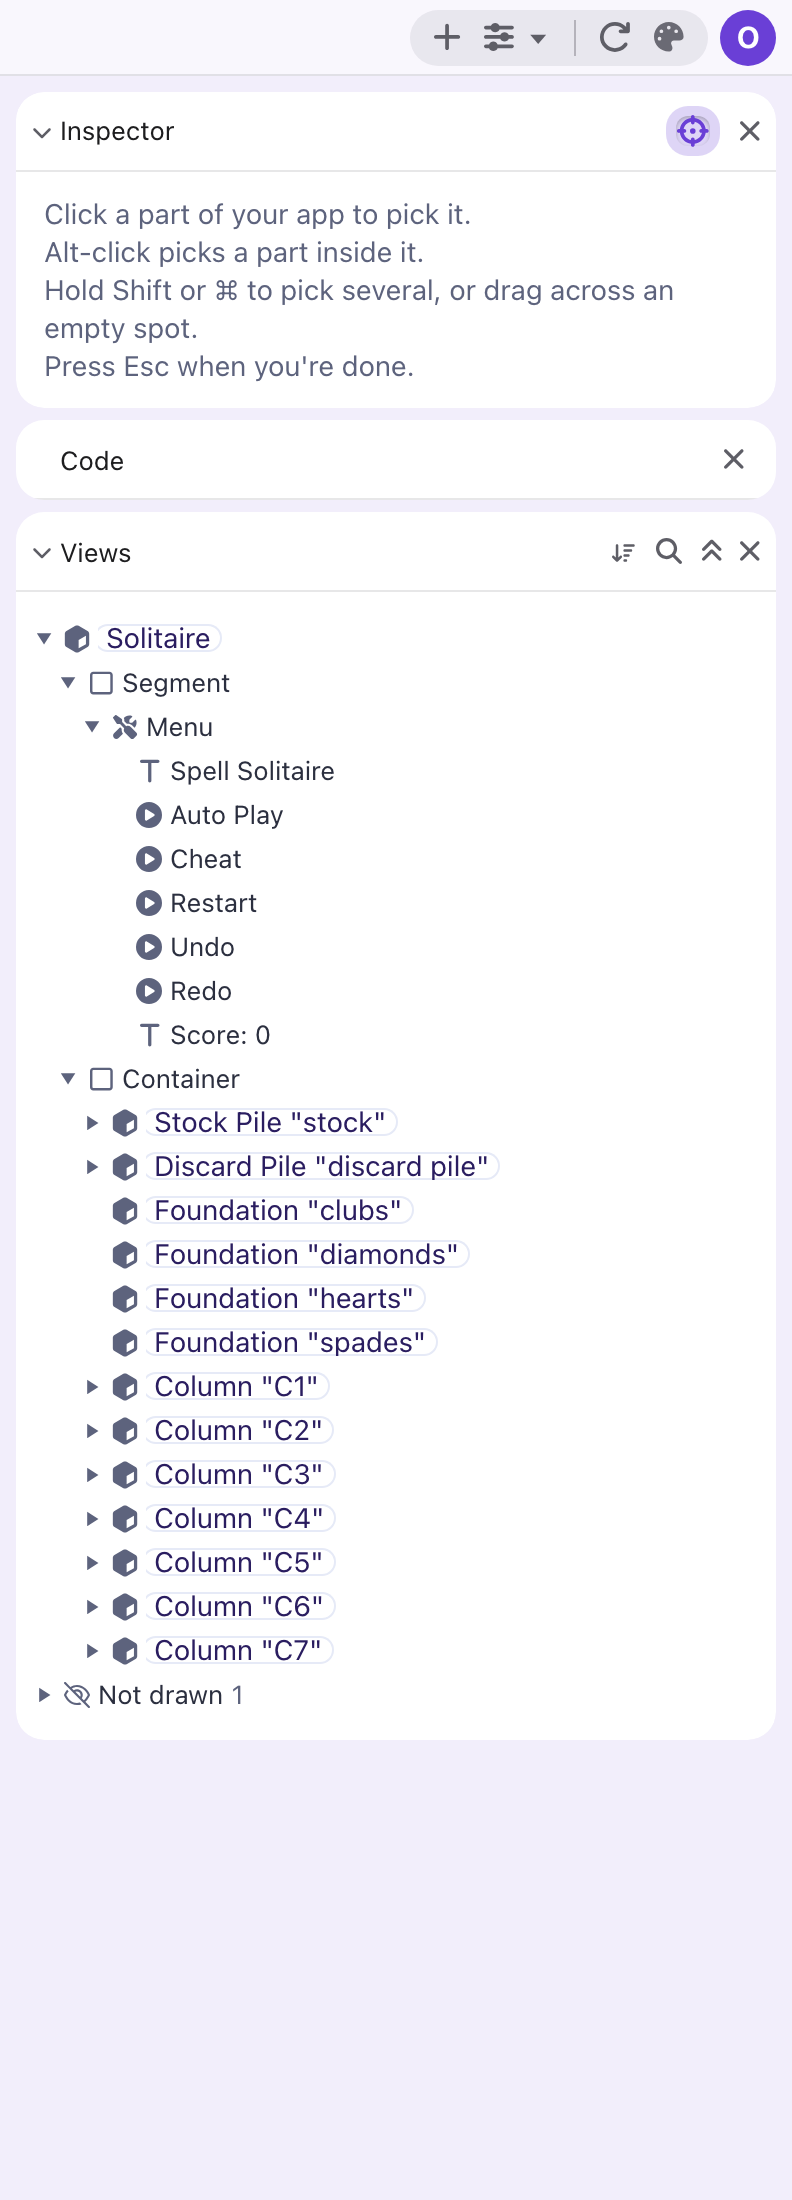 O
Inspector
Click a part of your app to pick it.
Alt-click picks a part inside it.
Hold Shift or ⌘ to pick several, or drag across an
empty spot.
Press Esc when you're done.
Code
Views
Solitaire
Segment
Menu
Spell Solitaire
Auto Play
Cheat
Restart
Undo
Redo
Score: 0
Container
Stock Pile "stock"
Discard Pile "discard pile"
Foundation "clubs"
Foundation "diamonds"
Foundation "hearts"
Foundation "spades"
Column "C1"
Column "C2"
Column "C3"
Column "C4"
Column "C5"
Column "C6"
Column "C7"
Not drawn 1